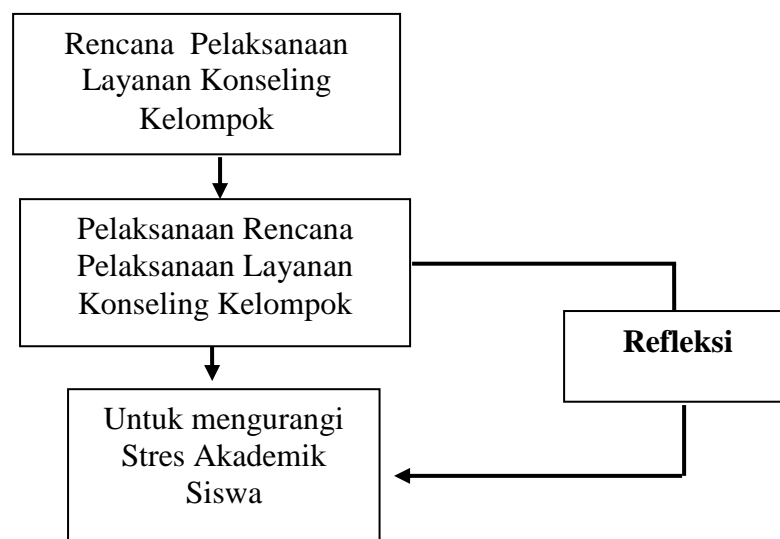 Rencana Pelaksanaan
Layanan Konseling
Kelompok
Pelaksanaan Rencana
Pelaksanaan Layanan
Konseling Kelompok
Refleksi
Untuk mengurangi
Stres Akademik
Siswa